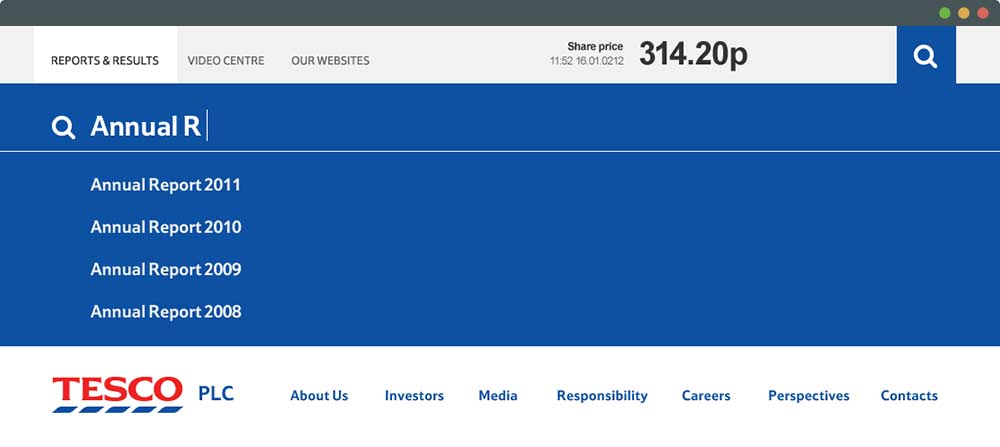 REPORTS & RESULTS VIDEO CENTRE OUR WEBSITES Share price 314.20p
11:52 16.01.0212
Annual R
Annual Report 2011
Annual Report 2010
Annual Report 2009
Annual Report 2008
TESCO PLC About Us Investors Media Responsibility Careers Perspectives Contacts